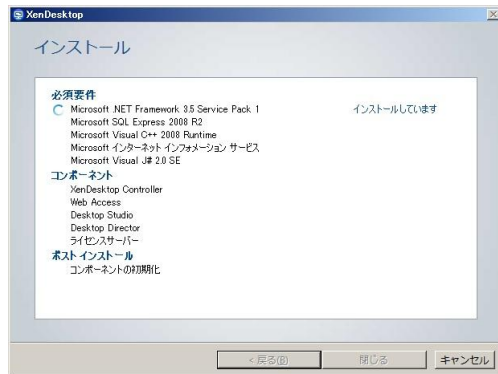 XenDesktop
インストール
必須要件
Microsoft .NET Framework 3.5 Service Pack 1 インストールしています
Microsoft SQL Express 2008 R2
Microsoft Visual C++ 2008 Runtime
Microsoft インターネット インフォメーション サービス
Microsoft Visual J# 2.0 SE
コンポーネント
XenDesktop Controller
Web Access
Desktop Studio
Desktop Director
ライセンスサーバー
ポスト インストール
コンポーネントの初期化
< 戻る(B) 閉じる キャンセル